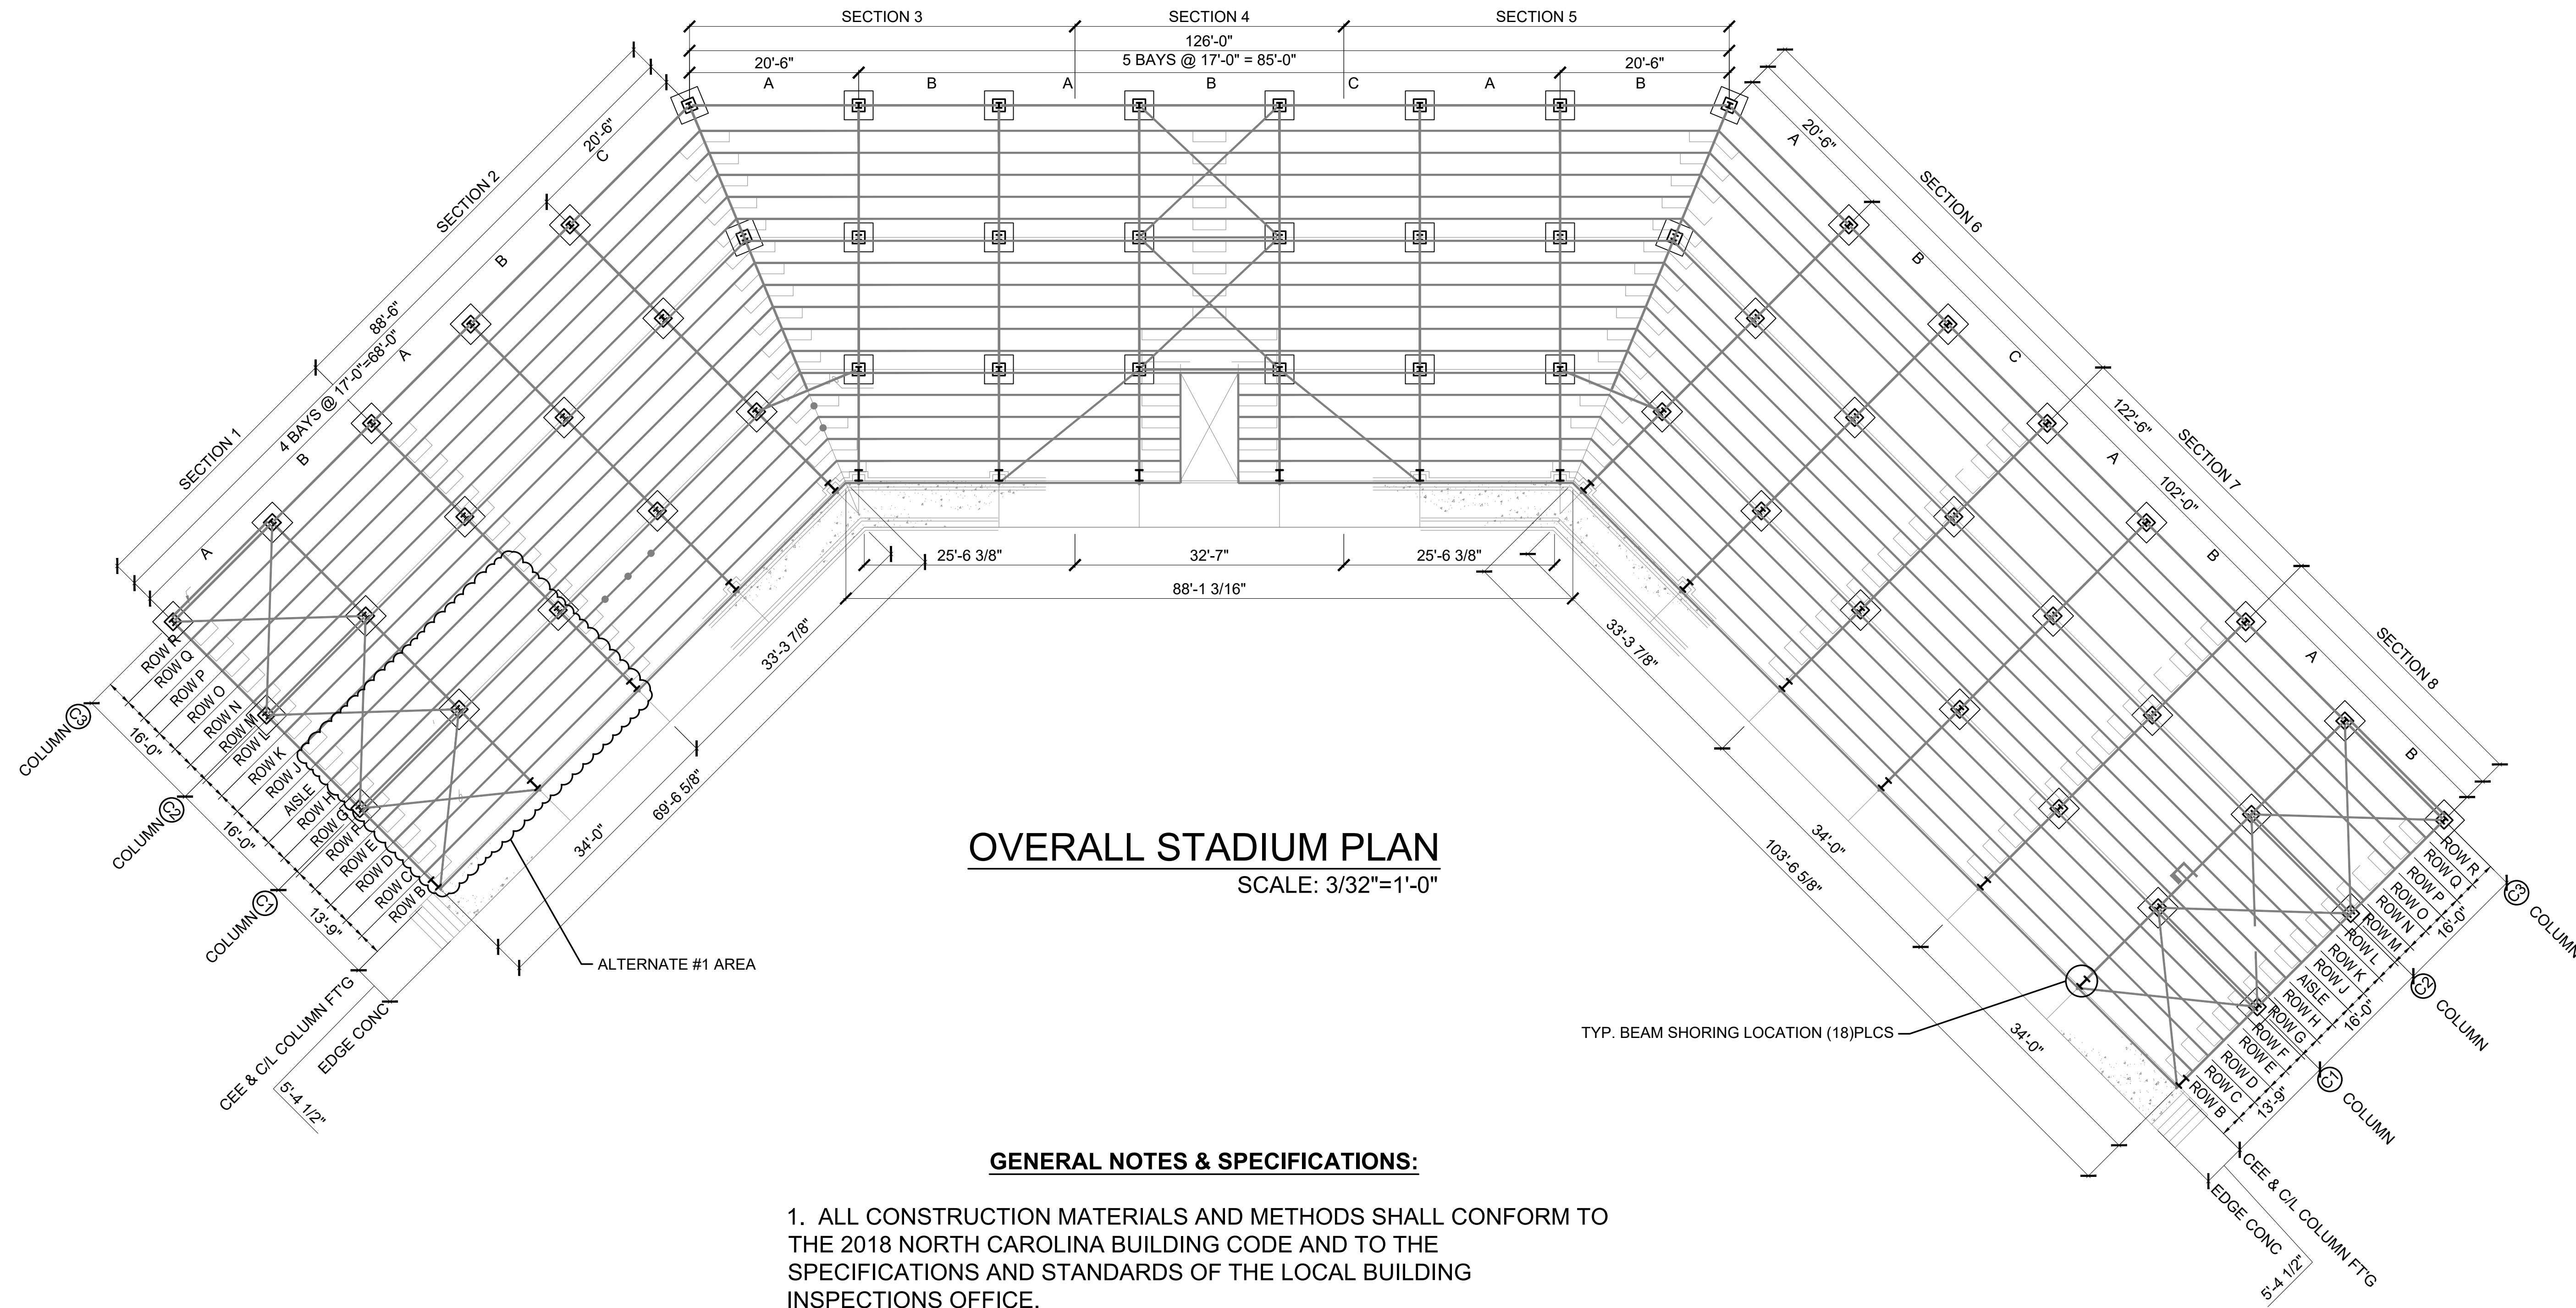 SECTION 3
SECTION 4
SECTION 5
126'-0"
5 BAYS @ 17'-0" = 85'-0"
20'-6"
20'-6"
A
B
A
B
C
A
B
SECTION 2
SECTION 1
88'-6"
4 BAYS @ 17'-0"=68'-0"
20'-6"
C
B
A
B
A
20'-6"
A
B
C
A
B
A
B
SECTION 6
SECTION 7
SECTION 8
122'-6"
102'-0"
25'-6 3/8"
32'-7"
25'-6 3/8"
88'-1 3/16"
33'-3 7/8"
69'-6 5/8"
34'-0"
33'-3 7/8"
34'-0"
103'-6 5/8"
34'-0"
ROW R
ROW Q
ROW P
ROW O
ROW N
ROW M
ROW L
ROW K
ROW J
AISLE
ROW H
ROW G
ROW F
ROW E
ROW D
ROW C
ROW B
COLUMN C3
16'-0"
COLUMN C2
16'-0"
COLUMN C1
13'-9"
CEE & C/L COLUMN FT'G
EDGE CONC
5'-4 1/2"
ALTERNATE #1 AREA
OVERALL STADIUM PLAN
SCALE: 3/32"=1'-0"
TYP. BEAM SHORING LOCATION (18)PLCS
ROW R
ROW Q
ROW P
ROW O
ROW N
ROW M
ROW L
ROW K
ROW J
AISLE
ROW H
ROW G
ROW F
ROW E
ROW D
ROW C
ROW B
C3 COLUMN
16'-0"
C2 COLUMN
16'-0"
C1 COLUMN
13'-9"
CEE & C/L COLUMN FT'G
EDGE CONC
5'-4 1/2"
GENERAL NOTES & SPECIFICATIONS:
1. ALL CONSTRUCTION MATERIALS AND METHODS SHALL CONFORM TO
THE 2018 NORTH CAROLINA BUILDING CODE AND TO THE
SPECIFICATIONS AND STANDARDS OF THE LOCAL BUILDING
INSPECTIONS OFFICE.